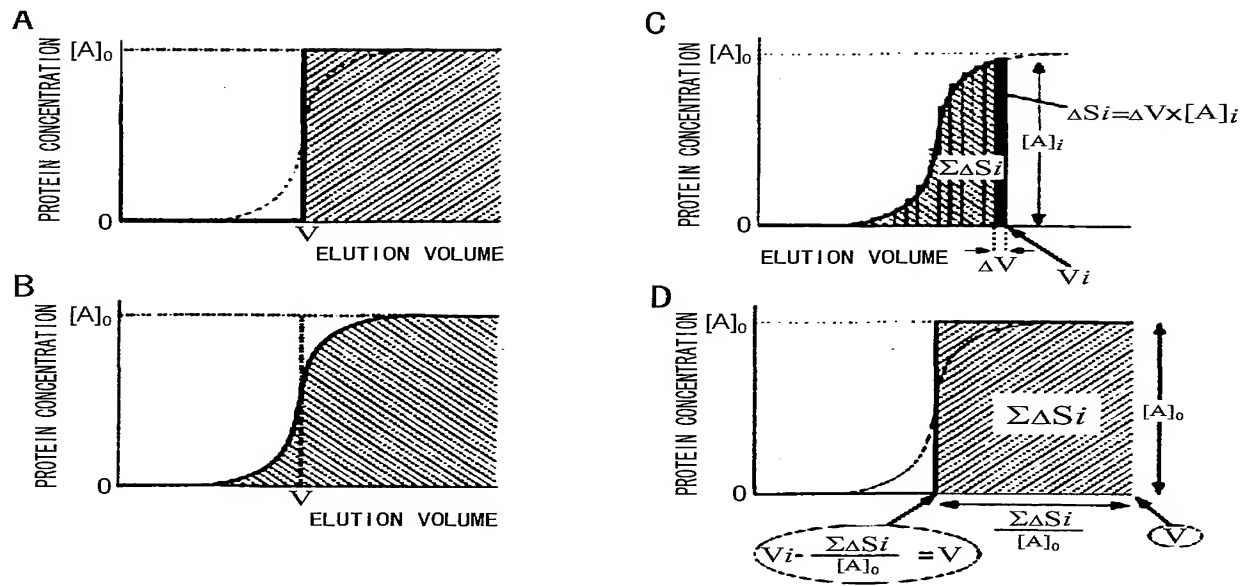 A
[A]₀
PROTEIN CONCENTRATION
0
V
ELUTION VOLUME
B
[A]₀
PROTEIN CONCENTRATION
0
V
ELUTION VOLUME
C
[A]₀
PROTEIN CONCENTRATION
ΔSi=ΔV×[A]i
[A]i
ΣΔSi
0
ELUTION VOLUME
ΔV
Vi
D
[A]₀
PROTEIN CONCENTRATION
ΣΔSi
[A]₀
0
Vi-ΣΔSi/[A]₀=V
ΣΔSi/[A]₀
V